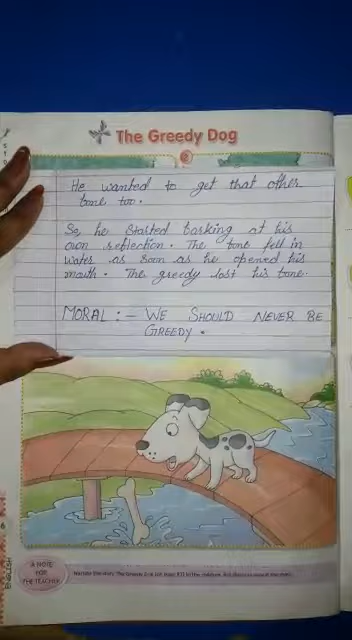 The Greedy Dog
He wanted to get that other
bone too.
So, he started barking at his
own reflection. The bone fell in
water as soon as he opened his
mouth. The greedy lost his bone.
MORAL :- WE SHOULD NEVER BE
GREEDY.
A NOTE
FOR
THE TEACHER
6
ENGLISH